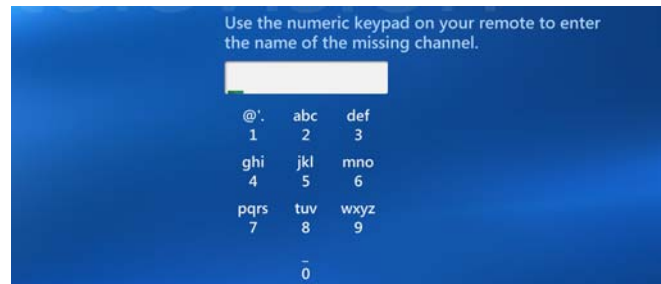 Use the numeric keypad on your remote to enter
the name of the missing channel.
@'. abc def
1 2 3
ghi jkl mno
4 5 6
pqrs tuv wxyz
7 8 9
_
0